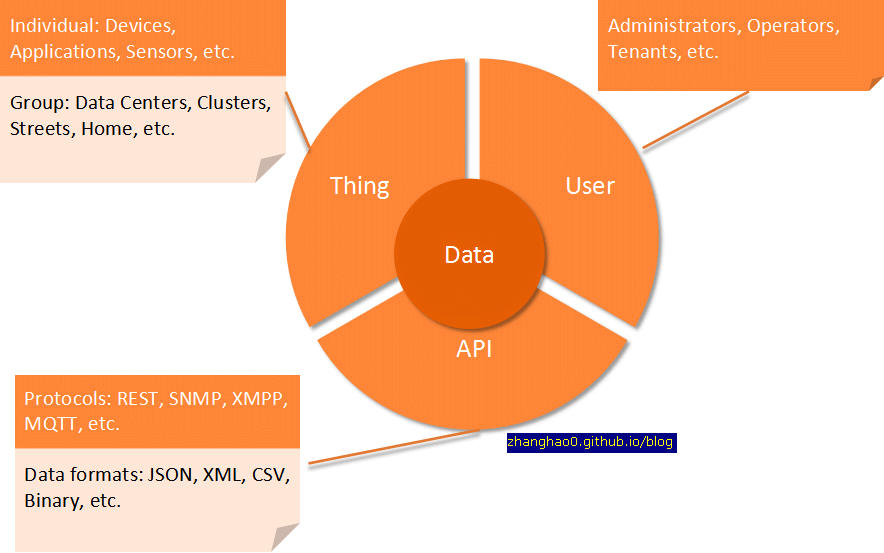 Individual: Devices,
Applications, Sensors, etc.
Group: Data Centers, Clusters,
Streets, Home, etc.
Administrators, Operators,
Tenants, etc.
Thing
User
Data
API
Protocols: REST, SNMP, XMPP,
MQTT, etc.
Data formats: JSON, XML, CSV,
Binary, etc.
zhanghao0.github.io/blog